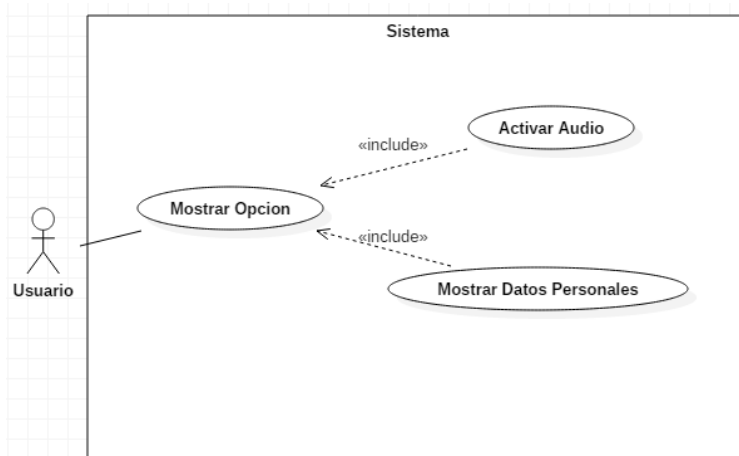 Sistema
Activar Audio
«include»
Mostrar Opcion
«include»
Mostrar Datos Personales
Usuario